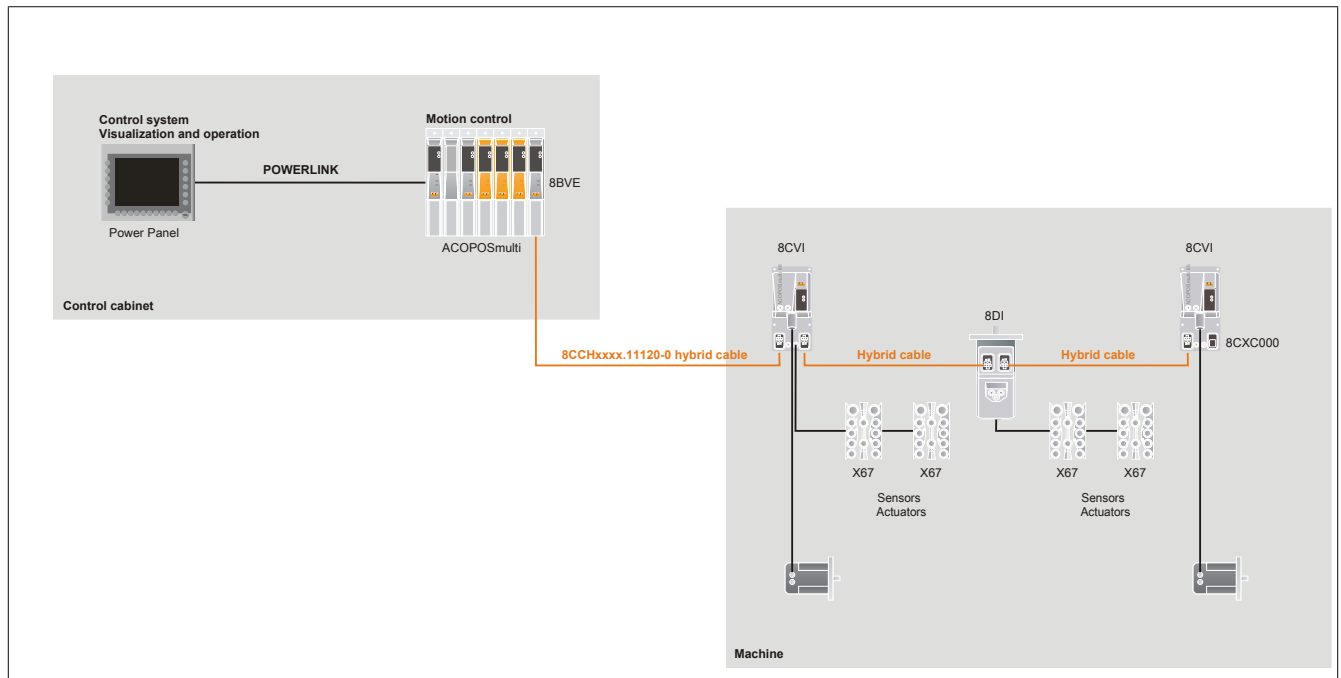 Control system
Visualization and operation
Motion control
POWERLINK
8BVE
Power Panel
ACOPOSmulti
Control cabinet
8CVI
8CVI
8DI
8CXC000
8CCHxxxx.11120-0 hybrid cable
Hybrid cable
Hybrid cable
X67
X67
X67
X67
Sensors
Actuators
Sensors
Actuators
Machine